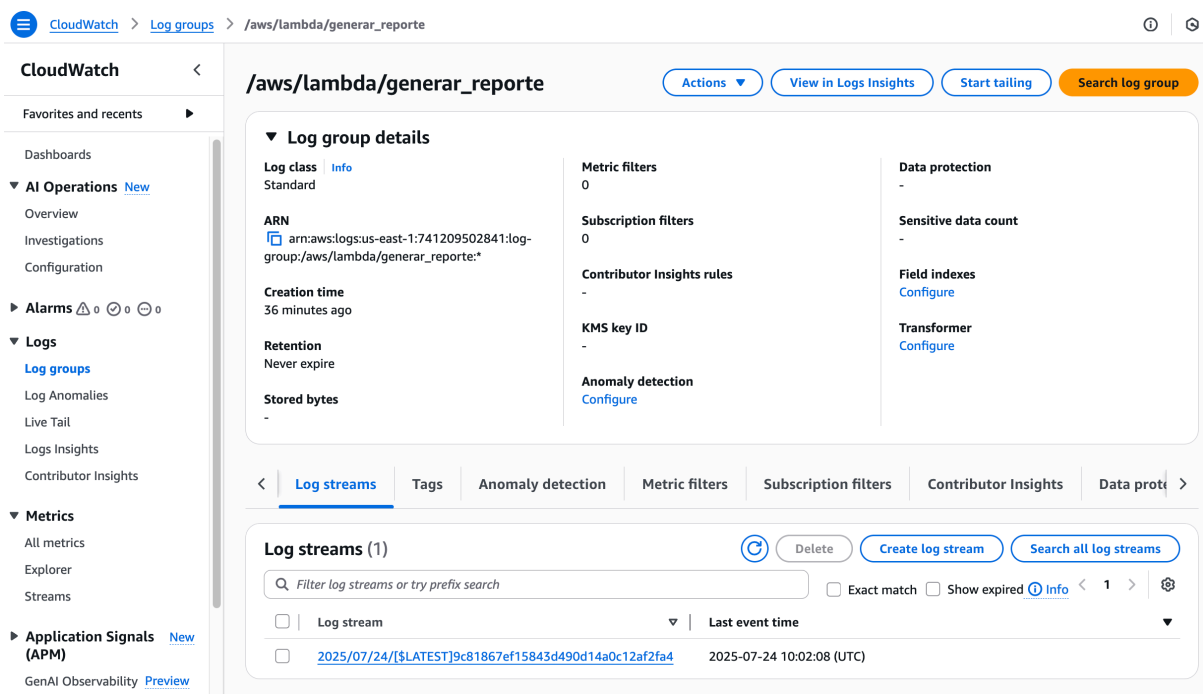 CloudWatch > Log groups > /aws/lambda/generar_reporte
CloudWatch
Favorites and recents
Dashboards
AI Operations New
Overview
Investigations
Configuration
Alarms 0 0 0
Logs
Log groups
Log Anomalies
Live Tail
Logs Insights
Contributor Insights
Metrics
All metrics
Explorer
Streams
Application Signals New
(APM)
GenAI Observability Preview
/aws/lambda/generar_reporte
Actions View in Logs Insights Start tailing Search log group
Log group details
Log class Info
Standard
ARN
arn:aws:logs:us-east-1:741209502841:log-
group:/aws/lambda/generar_reporte:*
Creation time
36 minutes ago
Retention
Never expire
Stored bytes
-
Metric filters
0
Subscription filters
0
Contributor Insights rules
-
KMS key ID
-
Anomaly detection
Configure
Data protection
-
Sensitive data count
-
Field indexes
Configure
Transformer
Configure
Log streams Tags Anomaly detection Metric filters Subscription filters Contributor Insights Data prote
Log streams (1)
Delete Create log stream Search all log streams
Filter log streams or try prefix search
Exact match Show expired Info 1
Log stream Last event time
2025/07/24/[$LATEST]9c81867ef15843d490d14a0c12af2fa4 2025-07-24 10:02:08 (UTC)